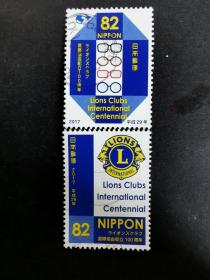 82
NIPPON
日本郵便
ライオンズクラブ
国際協会創立100周年
Lions Clubs
International
Centennial
2017 平成29年
日本郵便
2017 平成29年
LIONS
L
INTERNATIONAL
Lions Clubs
International
Centennial
82 NIPPON
ライオンズクラブ
国際協会創立100周年